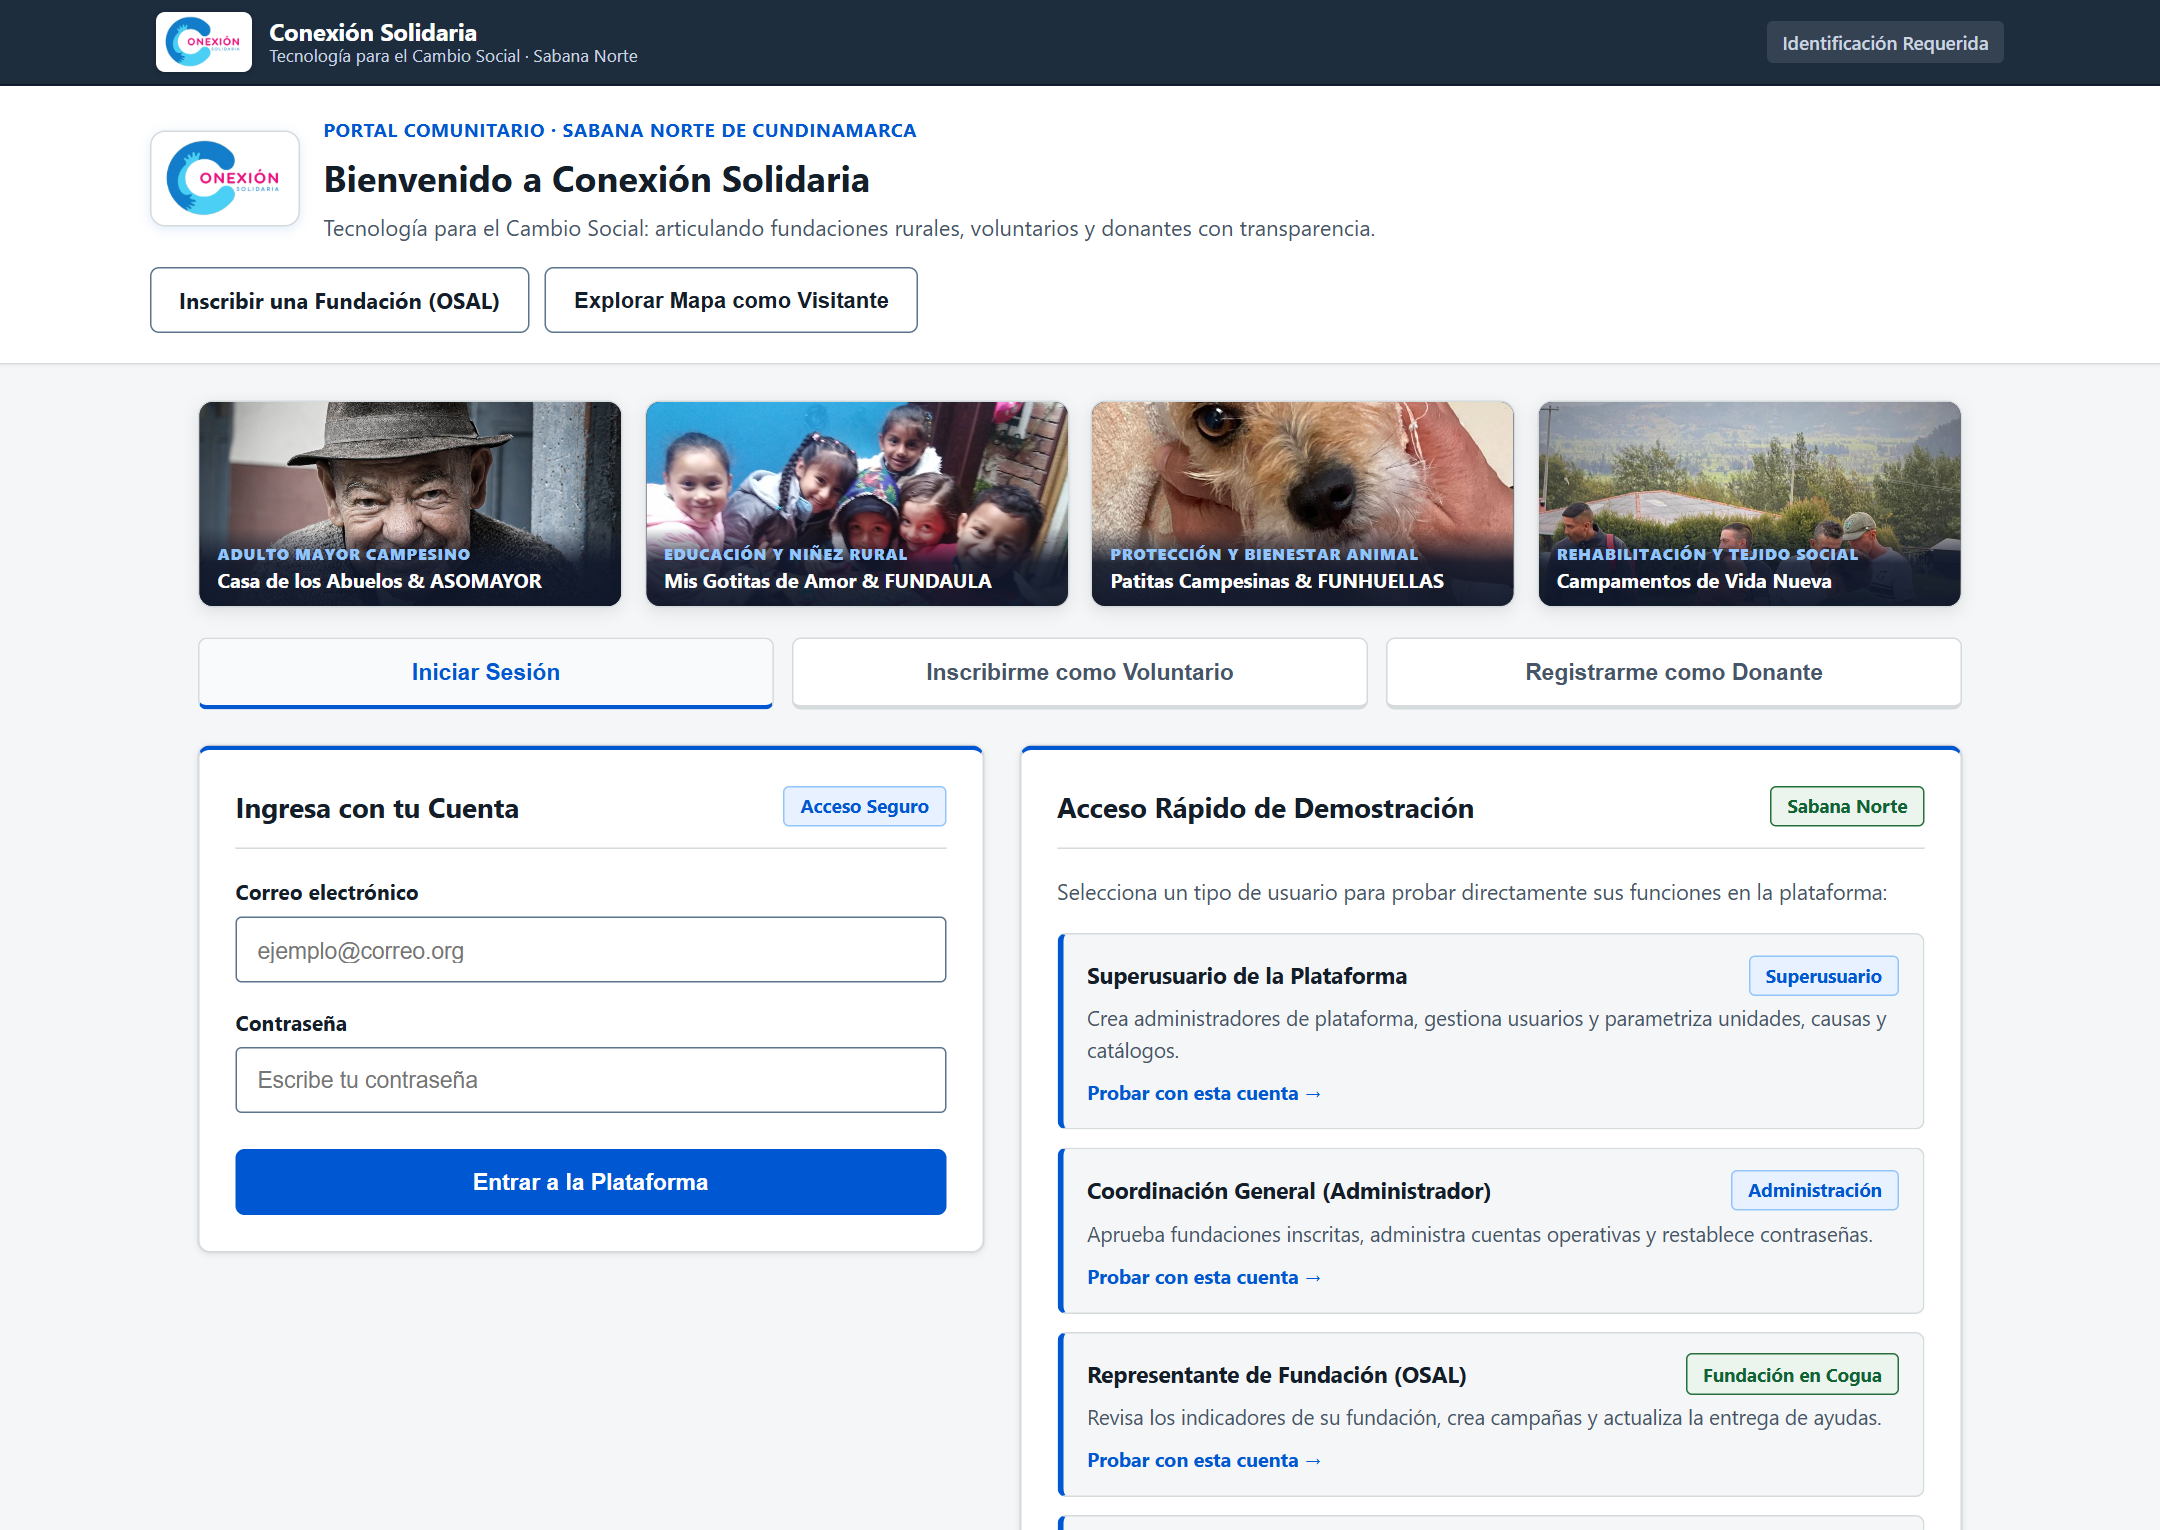 ONEXIÓN
SOLIDARIA
Conexión Solidaria
Tecnología para el Cambio Social · Sabana Norte
Identificación Requerida
ONEXIÓN
SOLIDARIA
PORTAL COMUNITARIO · SABANA NORTE DE CUNDINAMARCA
Bienvenido a Conexión Solidaria
Tecnología para el Cambio Social: articulando fundaciones rurales, voluntarios y donantes con transparencia.
Inscribir una Fundación (OSAL)
Explorar Mapa como Visitante
ADULTO MAYOR CAMPESINO
Casa de los Abuelos & ASOMAYOR
EDUCACIÓN Y NIÑEZ RURAL
Mis Gotitas de Amor & FUNDAULA
PROTECCIÓN Y BIENESTAR ANIMAL
Patitas Campesinas & FUNHUELLAS
REHABILITACIÓN Y TEJIDO SOCIAL
Campamentos de Vida Nueva
Iniciar Sesión
Inscribirme como Voluntario
Registrarme como Donante
Ingresa con tu Cuenta
Acceso Seguro
Correo electrónico
ejemplo@correo.org
Contraseña
Escribe tu contraseña
Entrar a la Plataforma
Acceso Rápido de Demostración
Sabana Norte
Selecciona un tipo de usuario para probar directamente sus funciones en la plataforma:
Superusuario de la Plataforma
Superusuario
Crea administradores de plataforma, gestiona usuarios y parametriza unidades, causas y
catálogos.
Probar con esta cuenta →
Coordinación General (Administrador)
Administración
Aprueba fundaciones inscritas, administra cuentas operativas y restablece contraseñas.
Probar con esta cuenta →
Representante de Fundación (OSAL)
Fundación en Cogua
Revisa los indicadores de su fundación, crea campañas y actualiza la entrega de ayudas.
Probar con esta cuenta →